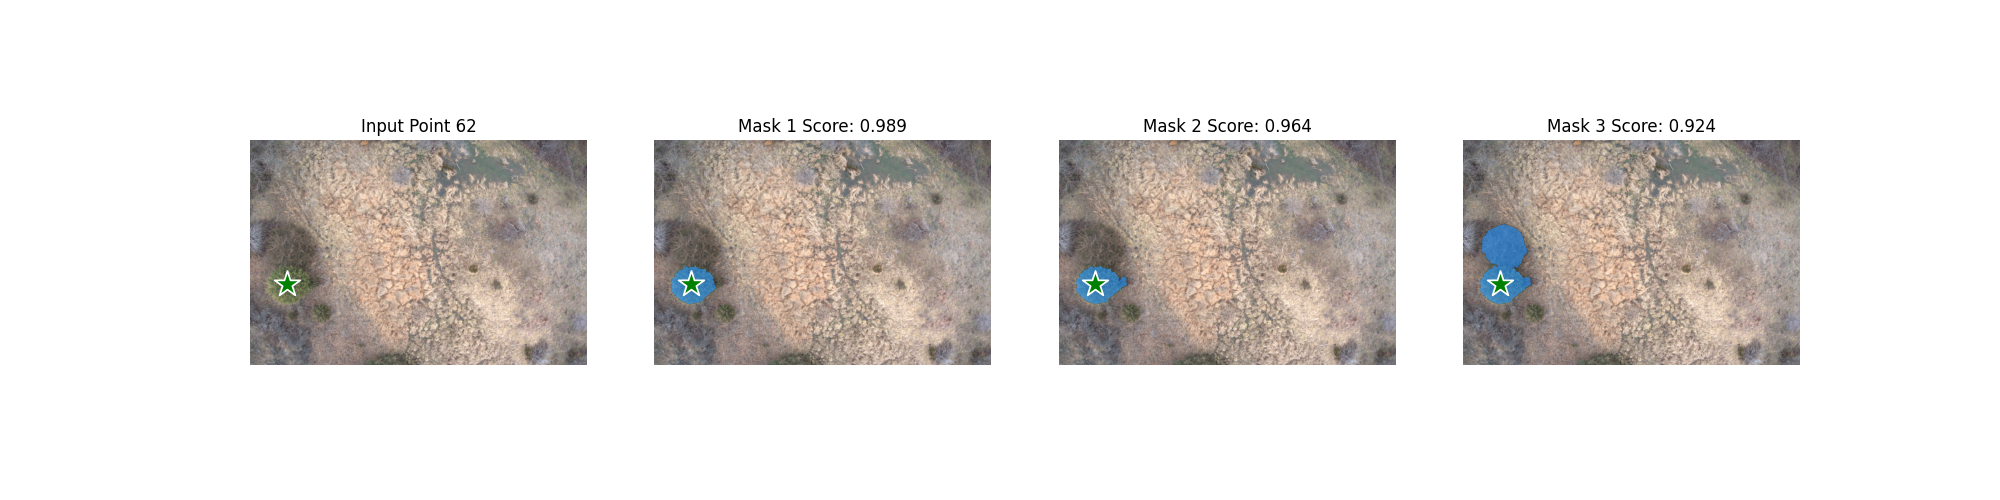 Input Point 62
Mask 1 Score: 0.989
Mask 2 Score: 0.964
Mask 3 Score: 0.924